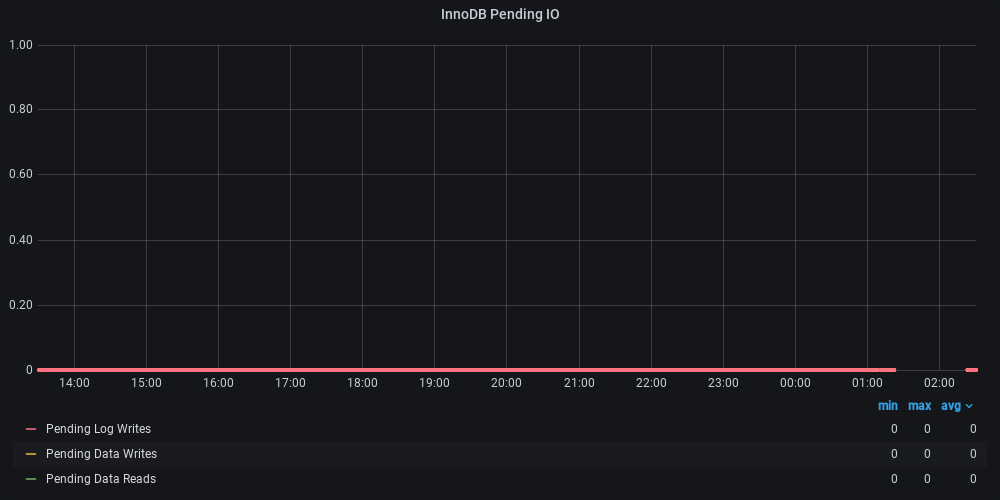 InnoDB Pending IO
1.00
0.80
0.60
0.40
0.20
0
14:00 15:00 16:00 17:00 18:00 19:00 20:00 21:00 22:00 23:00 00:00 01:00 02:00
min max avg
Pending Log Writes 0 0 0
Pending Data Writes 0 0 0
Pending Data Reads 0 0 0